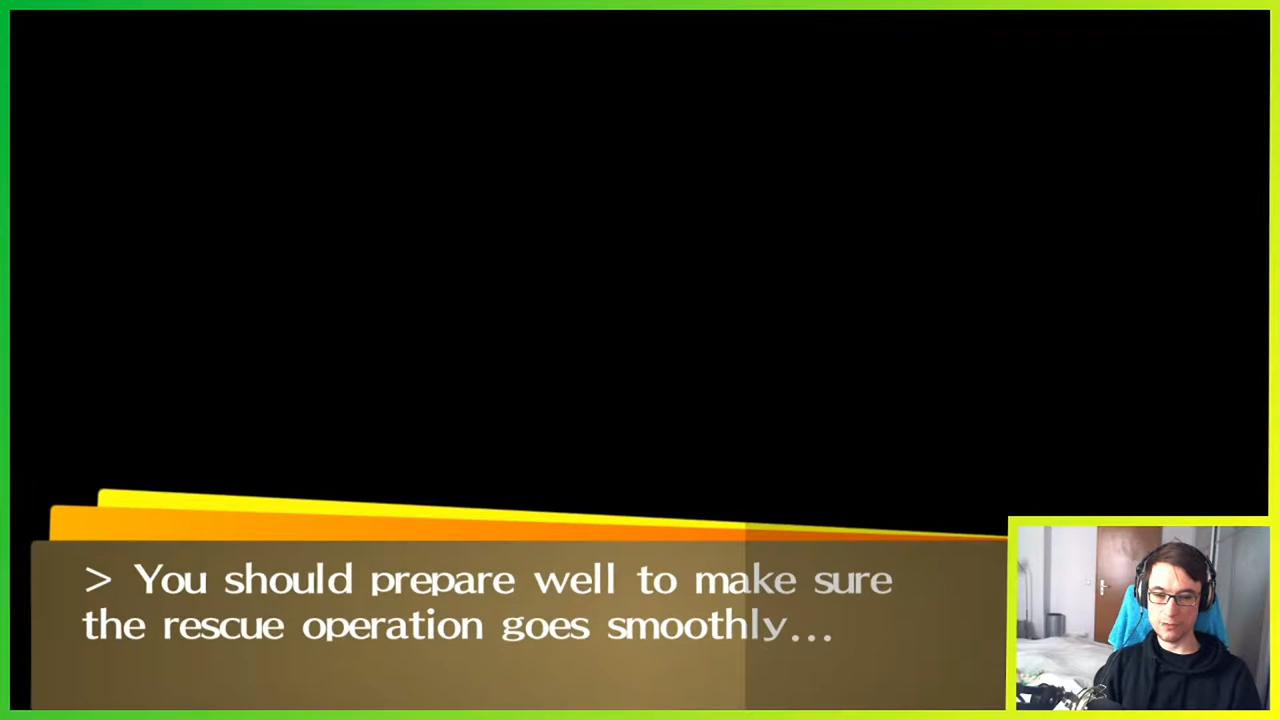 > You should prepare well to make sure
the rescue operation goes smoothly...